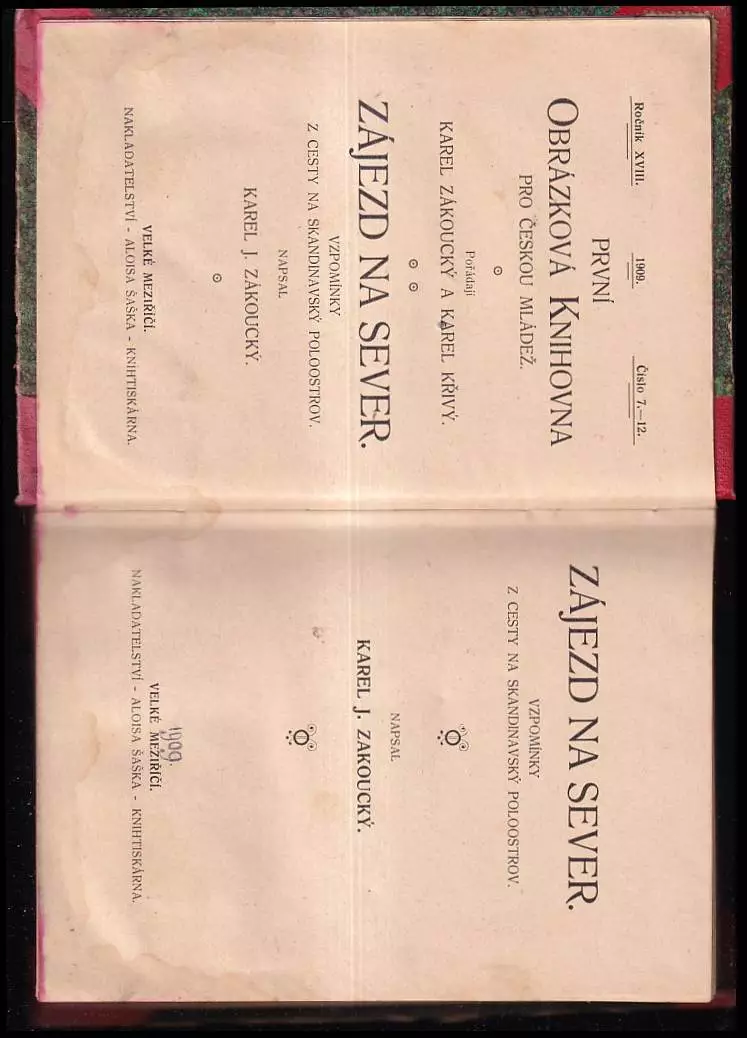 Ročník XVIII. 1909. Číslo 7.—12.
PRVNÍ
OBRÁZKOVÁ KNIHOVNA
PRO ČESKOU MLÁDEŽ.
Pořádají
KAREL ZÁKOUCKÝ A KAREL KŘIVÝ.
ZÁJEZD NA SEVER.
VZPOMÍNKY
Z CESTY NA SKANDINAVSKÝ POLOOSTROV.
NAPSAL
KAREL J. ZÁKOUCKÝ.
VELKÉ MEZIŘÍČÍ.
NAKLADATELSTVÍ - ALOISA ŠAŠKA - KNIHTISKÁRNA.
ZÁJEZD NA SEVER.
VZPOMÍNKY
Z CESTY NA SKANDINAVSKÝ POLOOSTROV.
NAPSAL
KAREL J. ZÁKOUCKÝ.
1909.
VELKÉ MEZIŘÍČÍ.
NAKLADATELSTVÍ - ALOISA ŠAŠKA - KNIHTISKÁRNA.